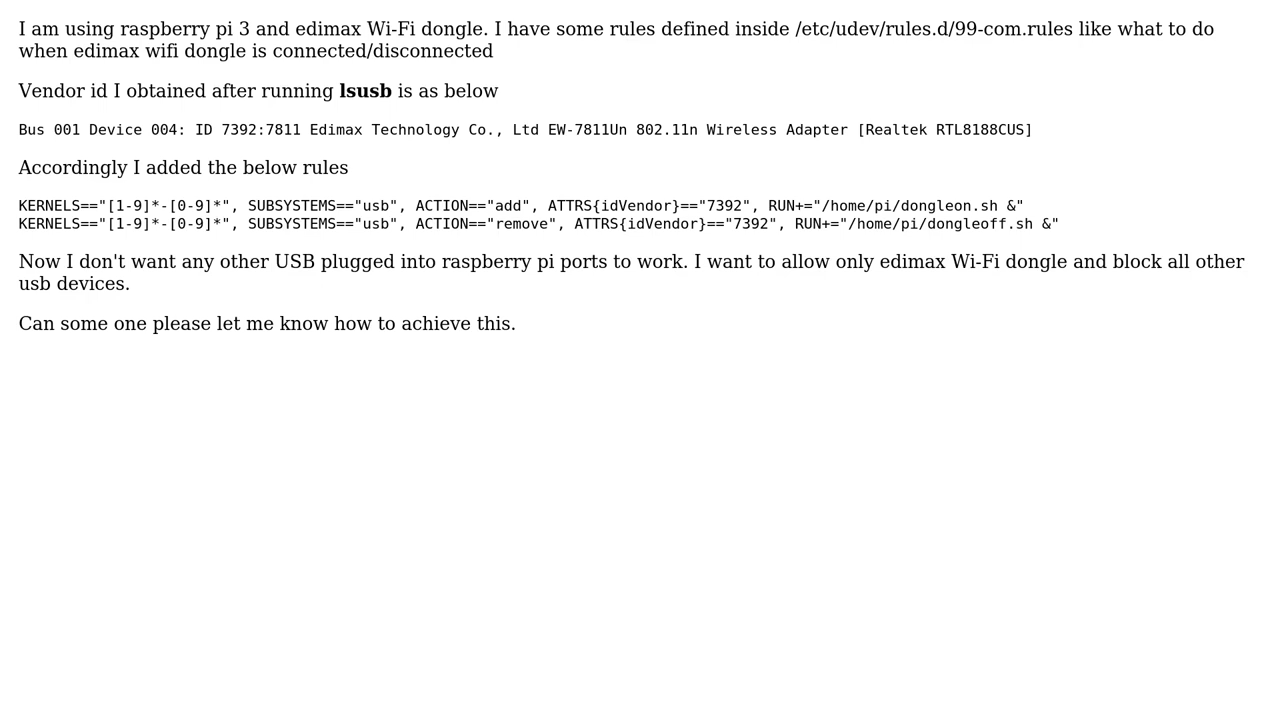 I am using raspberry pi 3 and edimax Wi-Fi dongle. I have some rules defined inside /etc/udev/rules.d/99-com.rules like what to do
when edimax wifi dongle is connected/disconnected
Vendor id I obtained after running lsusb is as below
Bus 001 Device 004: ID 7392:7811 Edimax Technology Co., Ltd EW-7811Un 802.11n Wireless Adapter [Realtek RTL8188CUS]
Accordingly I added the below rules
KERNELS=="[1-9]*-[0-9]*", SUBSYSTEMS=="usb", ACTION=="add", ATTRS{idVendor}=="7392", RUN+="/home/pi/dongleon.sh &"
KERNELS=="[1-9]*-[0-9]*", SUBSYSTEMS=="usb", ACTION=="remove", ATTRS{idVendor}=="7392", RUN+="/home/pi/dongleoff.sh &"
Now I don't want any other USB plugged into raspberry pi ports to work. I want to allow only edimax Wi-Fi dongle and block all other
usb devices.
Can some one please let me know how to achieve this.